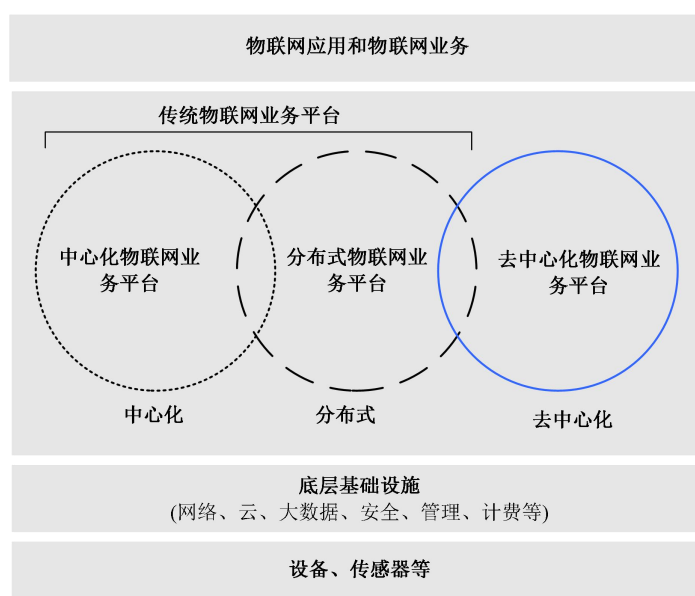 物联网应用和物联网业务
传统物联网业务平台
中心化物联网业
务平台
分布式物联网业
务平台
去中心化物联网业
务平台
中心化
分布式
去中心化
底层基础设施
(网络、云、大数据、安全、管理、计费等)
设备、传感器等